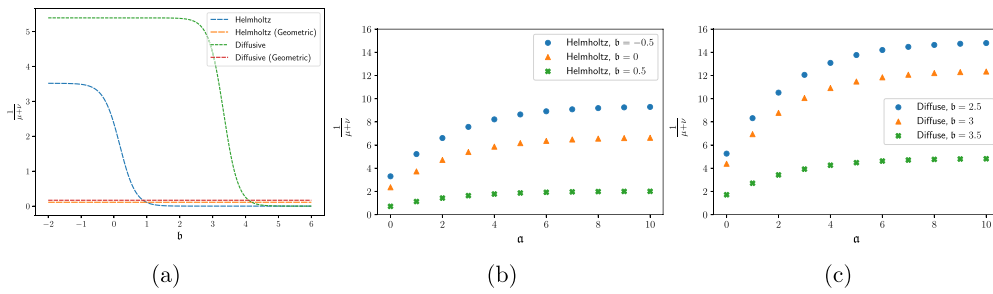 Helmholtz
Helmholtz (Geometric)
Diffusive
Diffusive (Geometric)
5
4
3
2
1
0
1/(μ+ν)
−2 −1 0 1 2 3 4 5 6
𝔟
(a)
Helmholtz, 𝔟 = −0.5
Helmholtz, 𝔟 = 0
Helmholtz, 𝔟 = 0.5
16
14
12
10
8
6
4
2
0
1/(μ+ν)
0 2 4 6 8 10
𝔞
(b)
Diffuse, 𝔟 = 2.5
Diffuse, 𝔟 = 3
Diffuse, 𝔟 = 3.5
16
14
12
10
8
6
4
2
0
1/(μ+ν)
0 2 4 6 8 10
𝔞
(c)